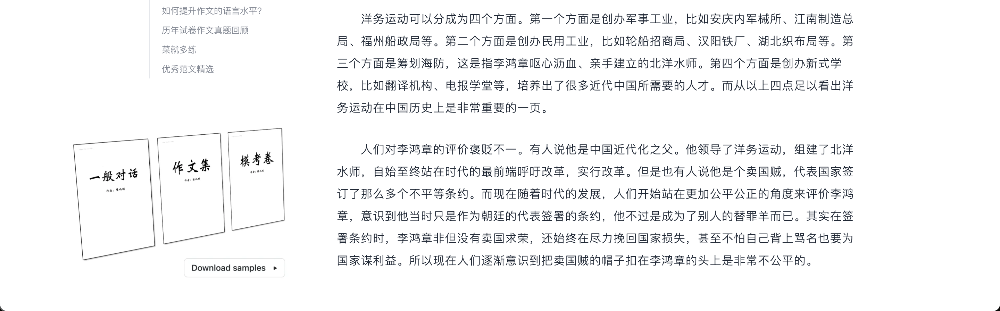 如何提升作文的语言水平？
历年试卷作文真题回顾
菜就多练
优秀范文精选
一般对话
作者：陈礼明
作文集
作者：陈礼明
模考卷
作者：陈礼明
Download samples
洋务运动可以分成为四个方面。第一个方面是创办军事工业，比如安庆内军械所、江南制造总
局、福州船政局等。第二个方面是创办民用工业，比如轮船招商局、汉阳铁厂、湖北织布局等。第
三个方面是筹划海防，这是指李鸿章呕心沥血、亲手建立的北洋水师。第四个方面是创办新式学
校，比如翻译机构、电报学堂等，培养出了很多近代中国所需要的人才。而从以上四点足以看出洋
务运动在中国历史上是非常重要的一页。
人们对李鸿章的评价褒贬不一。有人说他是中国近代化之父。他领导了洋务运动，组建了北洋
水师，自始至终站在时代的最前端呼吁改革，实行改革。但是也有人说他是个卖国贼，代表国家签
订了那么多个不平等条约。而现在随着时代的发展，人们开始站在更加公平公正的角度来评价李鸿
章，意识到他当时只是作为朝廷的代表签署的条约，他不过是成为了别人的替罪羊而已。其实在签
署条约时，李鸿章非但没有卖国求荣，还始终在尽力挽回国家损失，甚至不怕自己背上骂名也要为
国家谋利益。所以现在人们逐渐意识到把卖国贼的帽子扣在李鸿章的头上是非常不公平的。